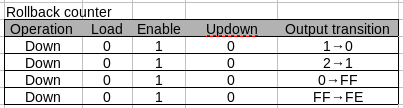 Rollback counter
Operation Load Enable Updown Output transition
Down 0 1 0 1→0
Down 0 1 0 2→1
Down 0 1 0 0→FF
Down 0 1 0 FF→FE